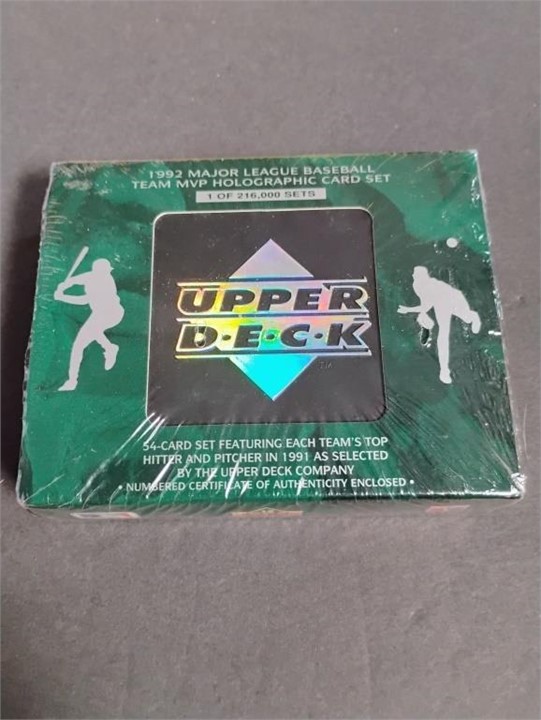 1992 MAJOR LEAGUE BASEBALL
TEAM MVP HOLOGRAPHIC CARD SET
1 OF 216,000 SETS
UPPER
D·E·C·K
TM
54-CARD SET FEATURING EACH TEAM'S TOP
HITTER AND PITCHER IN 1991 AS SELECTED
BY THE UPPER DECK COMPANY
• NUMBERED CERTIFICATE OF AUTHENTICITY ENCLOSED •